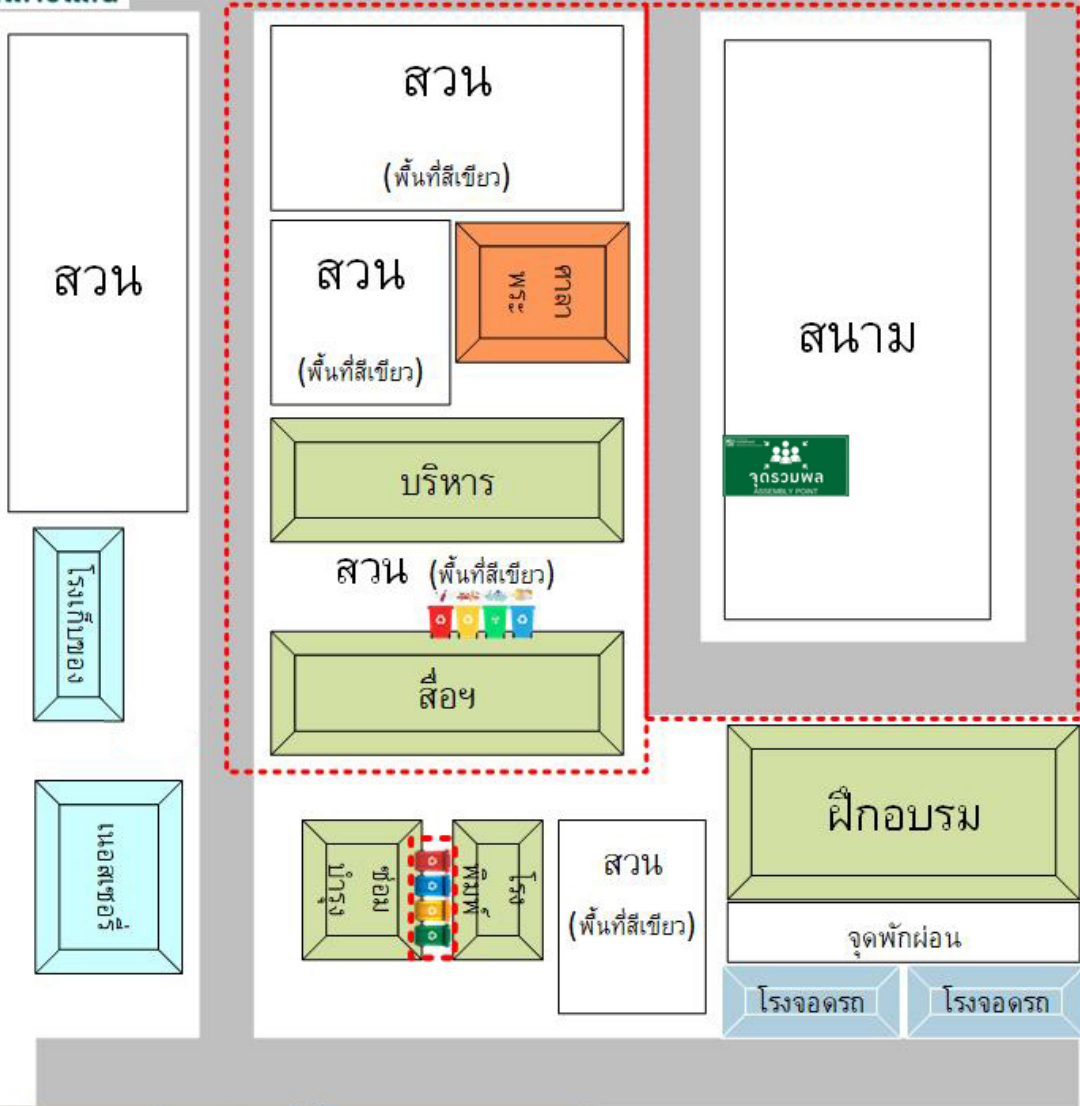 สวน
(พื้นที่สีเขียว)
สวน
สวน
(พื้นที่สีเขียว)
ศาลา
พระ
สนาม
จุดรวมพล
ASSEMBLY POINT
บริหาร
สวน (พื้นที่สีเขียว)
โรงเก็บของ
สื่อฯ
ฝึกอบรม
เนอสเซอรี่
ซ่อม
บำรุง
โรง
พิมพ์
สวน
(พื้นที่สีเขียว)
จุดพักผ่อน
โรงจอดรถ
โรงจอดรถ